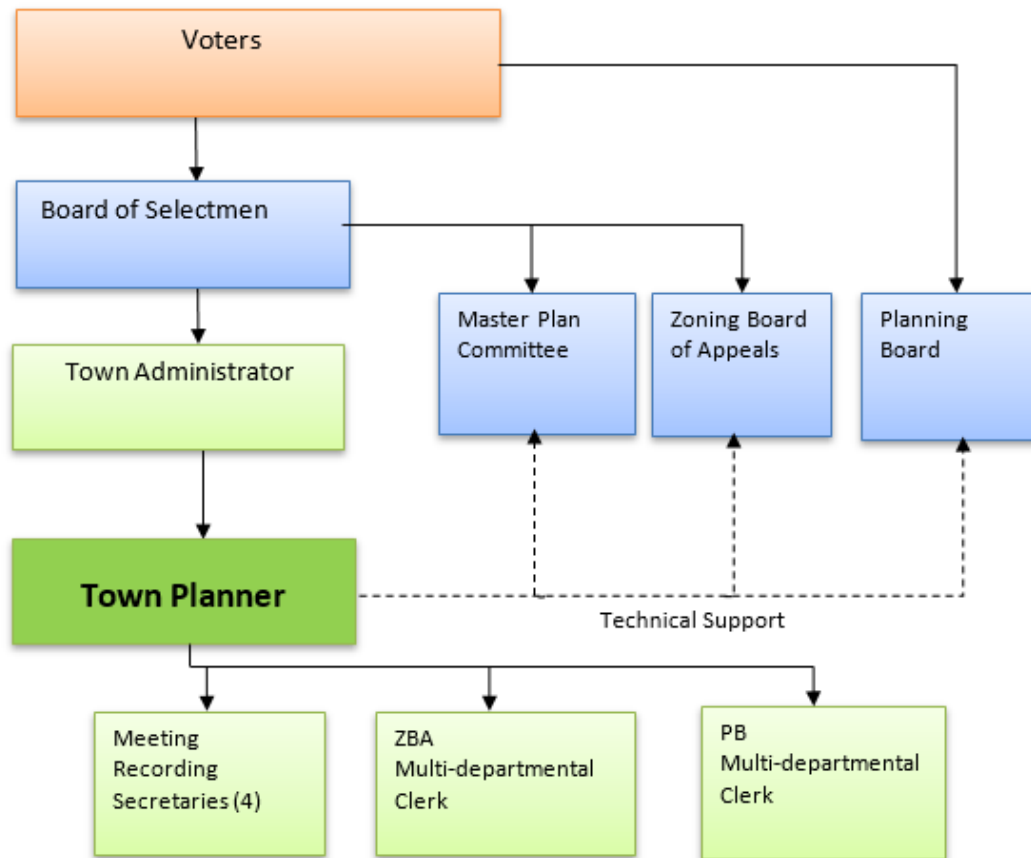 Voters
Board of Selectmen
Master Plan
Committee
Zoning Board
of Appeals
Planning
Board
Town Administrator
Town Planner
Technical Support
Meeting
Recording
Secretaries (4)
ZBA
Multi-departmental
Clerk
PB
Multi-departmental
Clerk